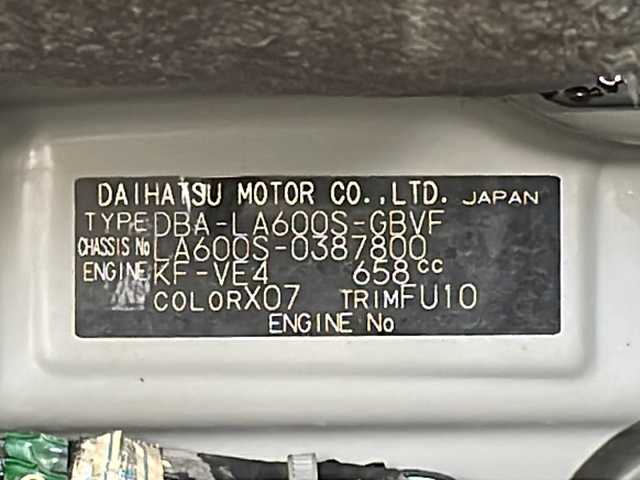 DAIHATSU MOTOR CO.,LTD. JAPAN
TYPE DBA-LA600S-GBVF
CHASSIS No LA600S-0387800
ENGINE KF-VE4 658cc
COLOR X07 TRIM FU10
ENGINE No